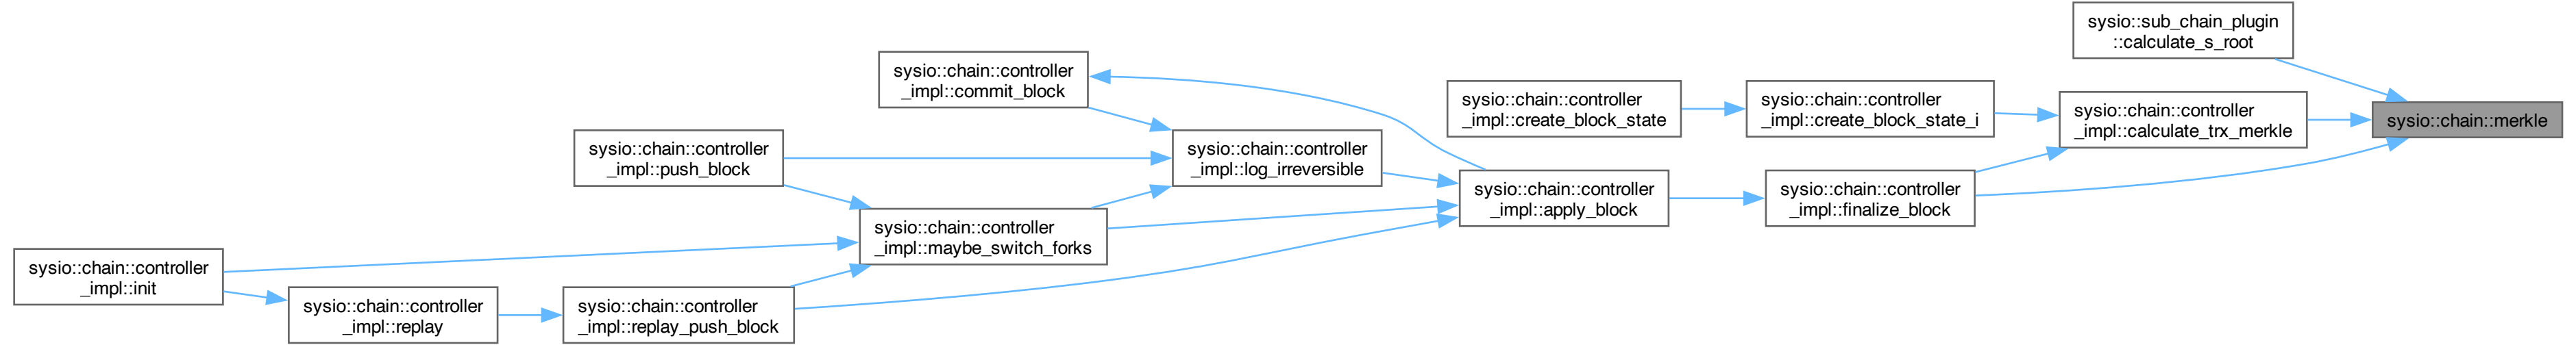 sysio::sub_chain_plugin
::calculate_s_root
sysio::chain::controller
_impl::commit_block
sysio::chain::controller
_impl::create_block_state
sysio::chain::controller
_impl::create_block_state_i
sysio::chain::controller
_impl::calculate_trx_merkle
sysio::chain::merkle
sysio::chain::controller
_impl::push_block
sysio::chain::controller
_impl::log_irreversible
sysio::chain::controller
_impl::apply_block
sysio::chain::controller
_impl::finalize_block
sysio::chain::controller
_impl::maybe_switch_forks
sysio::chain::controller
_impl::init
sysio::chain::controller
_impl::replay
sysio::chain::controller
_impl::replay_push_block